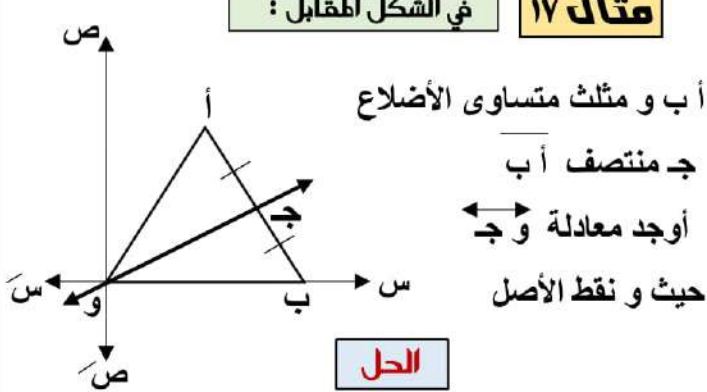 مثال ١٧
في الشكل المقابل :
أ ب و مثلث متساوى الأضلاع
جـ منتصف أ ب
أوجد معادلة و جـ
حيث و نقط الأصل
ص
أ
جـ
س
ب
و
سَ
صَ
الحل